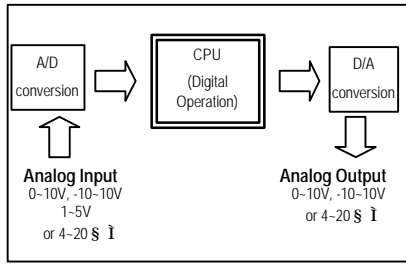 A/D
conversion
CPU
(Digital
Operation)
D/A
conversion
Analog Input
0~10V, -10~10V
1~5V
or 4~20 § Ì
Analog Output
0~10V, -10~10V
or 4~20 § Ì